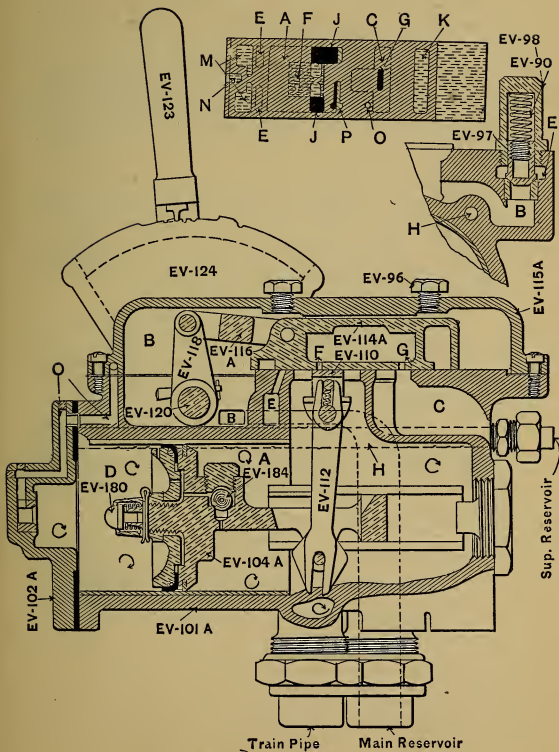 E A F J C G K
M
N
E J P O
EV-98
EV-90
EV-97
E
B
H
EV-123
EV-124
EV-96
EV-115A
B
EV-118
EV-116
A
EV-114A
EV-110
F
G
E
EV-120
B
C
O
D
EV-180
A
EV-184
EV-112
H
EV-104 A
EV-102 A
EV-101 A
Sup. Reservoir
Train Pipe Main Reservoir